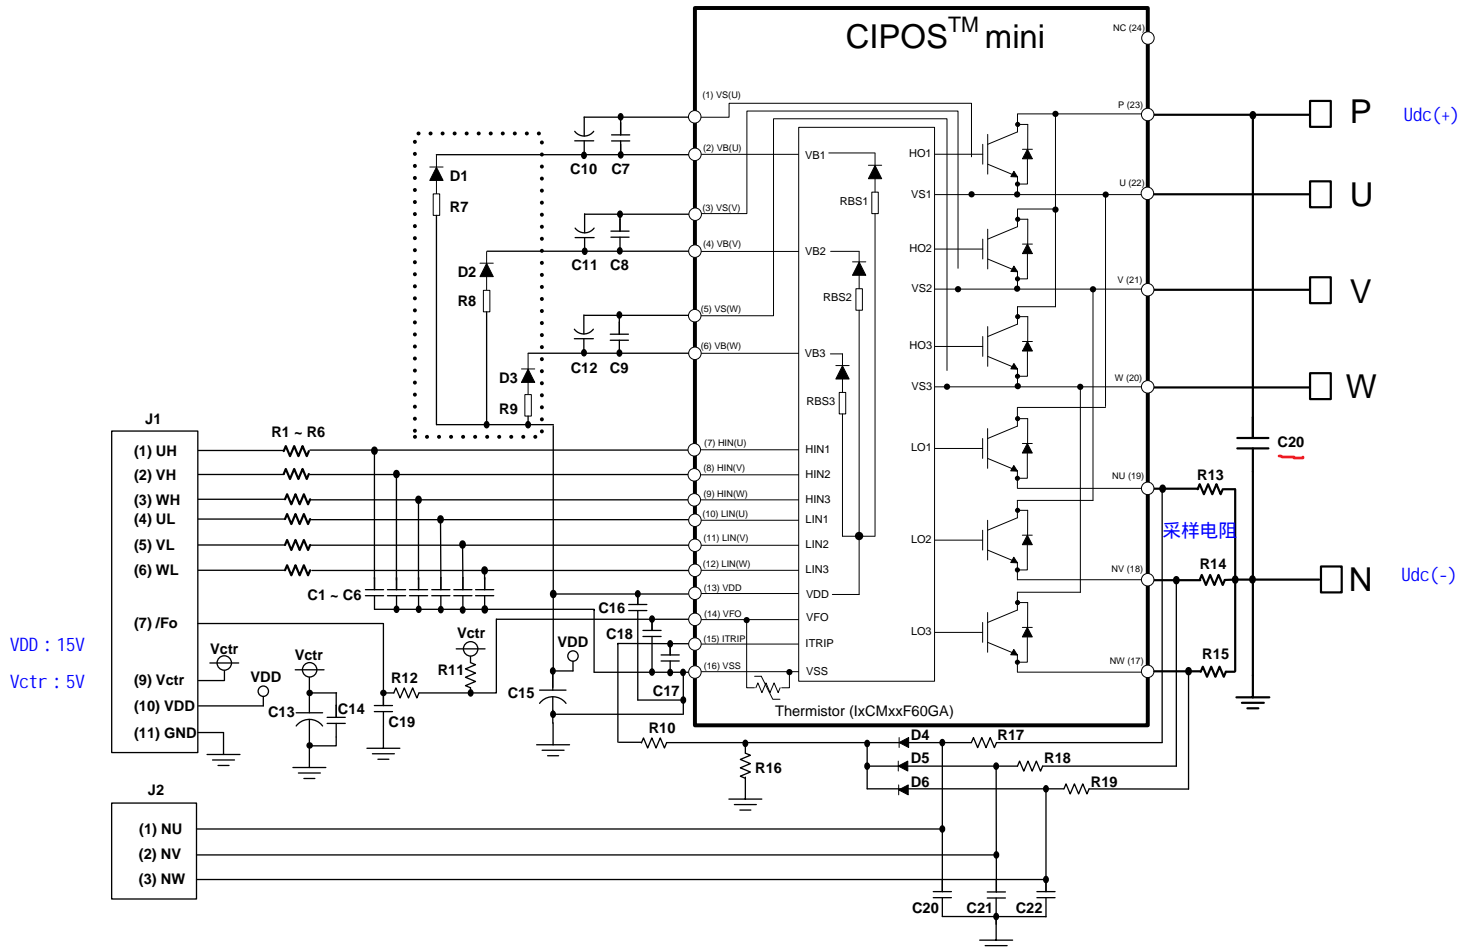 CIPOS™ mini
NC (24)
(1) VS(U)
(2) VB(U)
(3) VS(V)
(4) VB(V)
(5) VS(W)
(6) VB(W)
(7) HIN(U)
(8) HIN(V)
(9) HIN(W)
(10) LIN(U)
(11) LIN(V)
(12) LIN(W)
(13) VDD
(14) VFO
(15) ITRIP
(16) VSS
VB1
VB2
VB3
HIN1
HIN2
HIN3
LIN1
LIN2
LIN3
VDD
VFO
ITRIP
VSS
RBS1
RBS2
RBS3
HO1
VS1
HO2
VS2
HO3
VS3
LO1
LO2
LO3
Thermistor (IxCMxxF60GA)
P (23)
U (22)
V (21)
W (20)
NU (19)
NV (18)
NW (17)
P
Udc(+)
U
V
W
C20
R13
采样电阻
R14
N
Udc(-)
R15
C10 C7
D1
R7
C11 C8
D2
R8
C12 C9
D3
R9
J1
(1) UH
(2) VH
(3) WH
(4) UL
(5) VL
(6) WL
(7) /Fo
(9) Vctr
(10) VDD
(11) GND
R1 ~ R6
C1 ~ C6
VDD：15V
Vctr：5V
Vctr
VDD
Vctr
C13
C14
R12
C19
Vctr
R11
VDD
C15
C16
C18
C17
R10
R16
D4
R17
D5
R18
D6
R19
J2
(1) NU
(2) NV
(3) NW
C20
C21
C22